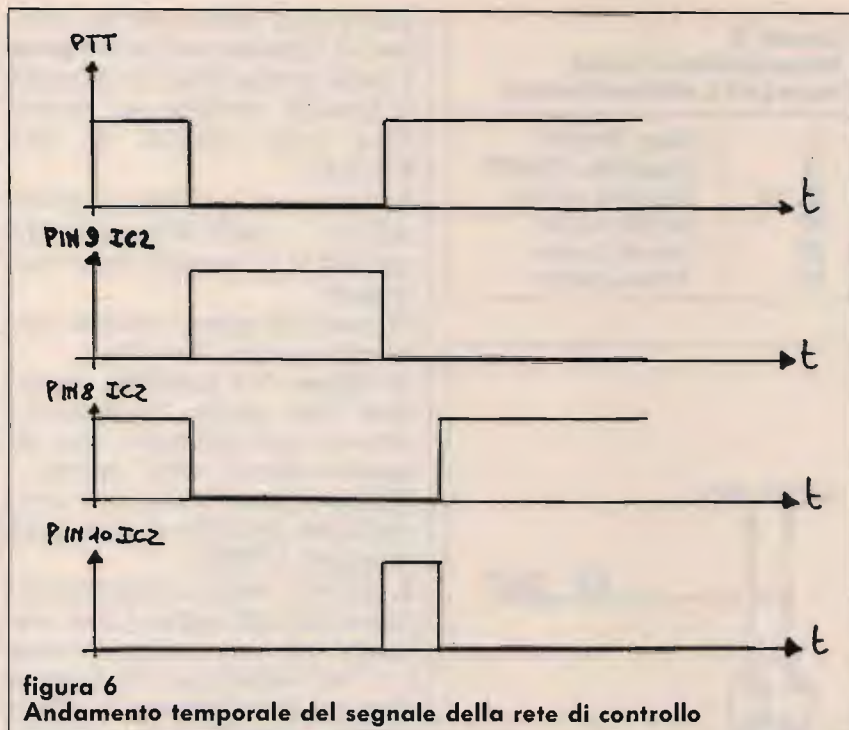 PTT
t
PIN 9 IC2
t
PIN 8 IC2
t
PIN 10 IC2
t
figura 6
Andamento temporale del segnale della rete di controllo